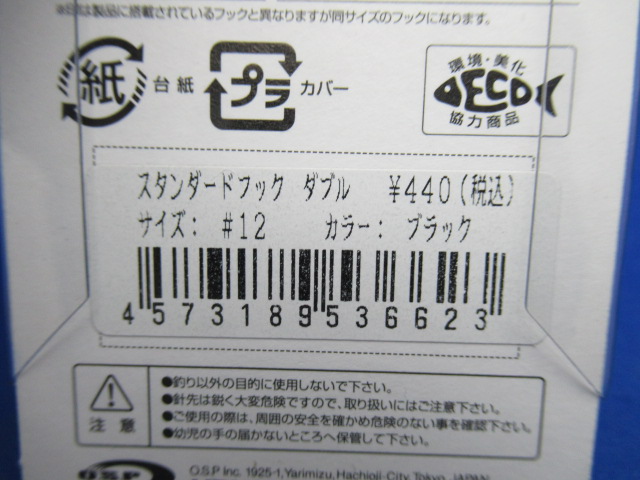 ※印は製品に搭載されているフックと異なりますが同サイズのフックになります。
紙 台紙 プラ カバー
環境・美化
ECO
協力商品
スタンダードフック ダブル ¥440(税込)
サイズ: #12 カラー: ブラック
4573189536623
注意
●釣り以外の目的に使用しないで下さい。
●針先は鋭く大変危険ですので、取り扱いにはご注意下さい。
●ご使用の際は、周囲の安全を確かめ危険のない事を確認下さい。
●幼児の手の届かないところへ保管して下さい。
O.S.P
O.S.P Inc. 1925-1, Yarimizu, Hachioji-City, Tokyo, JAPAN